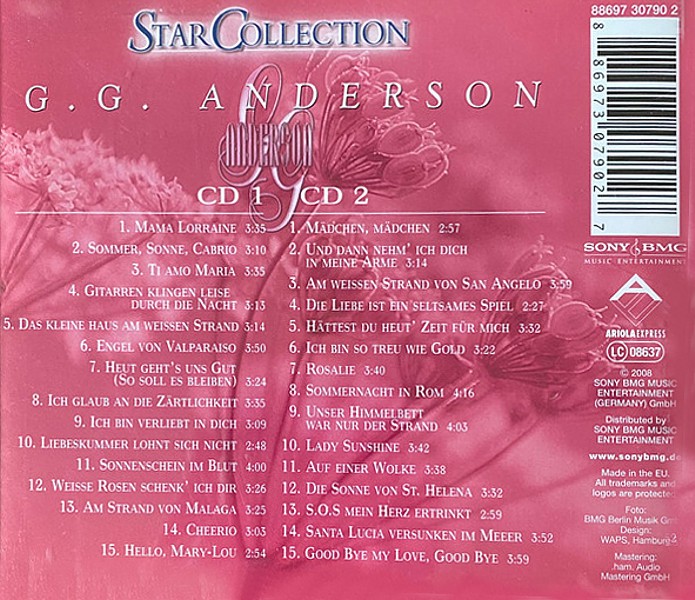 StarCollection
G.G. ANDERSON
ANDERSON
CD 1
1. Mama Lorraine 3:35
2. Sommer, Sonne, Cabrio 3:10
3. Ti amo Maria 3:35
4. Gitarren klingen leise
durch die Nacht 3:13
5. Das kleine Haus am weissen Strand 3:14
6. Engel von Valparaiso 3:50
7. Heut geht's uns Gut
(So soll es bleiben) 3:24
8. Ich glaub an die Zärtlichkeit 3:35
9. Ich bin verliebt in dich 3:09
10. Liebeskummer lohnt sich nicht 2:48
11. Sonnenschein im Blut 4:00
12. Weisse Rosen schenk' ich dir 3:26
13. Am Strand von Malaga 3:25
14. Cheerio 3:03
15. Hello, Mary-Lou 2:54
CD 2
1. Mädchen, mädchen 2:57
2. Und dann nehm' ich dich
in meine Arme 3:14
3. Am weissen Strand von San Angelo 3:59
4. Die Liebe ist ein seltsames Spiel 2:27
5. Hättest du heut' Zeit für mich 3:32
6. Ich bin so treu wie Gold 3:22
7. Rosalie 3:40
8. Sommernacht in Rom 4:16
9. Unser Himmelbett
war nur der Strand 4:03
10. Lady Sunshine 3:42
11. Auf einer Wolke 3:38
12. Die Sonne von St. Helena 3:32
13. S.O.S mein Herz ertrinkt 2:59
14. Santa Lucia versunken im Meeer 3:52
15. Good Bye my Love, Good Bye 3:59
88697 30790 2
8 86973 07902 7
SONY BMG
MUSIC ENTERTAINMENT
ARIOLA EXPRESS
LC 08637
© 2008
SONY BMG MUSIC
ENTERTAINMENT
(GERMANY) GmbH
Distributed by
SONY BMG MUSIC
ENTERTAINMENT
www.sonybmg.de
Made in the EU.
All trademarks and
logos are protected
Foto:
BMG Berlin Musik Gm
Design:
WAPS, Hamburg
Mastering:
.ham. Audio
Mastering GmbH